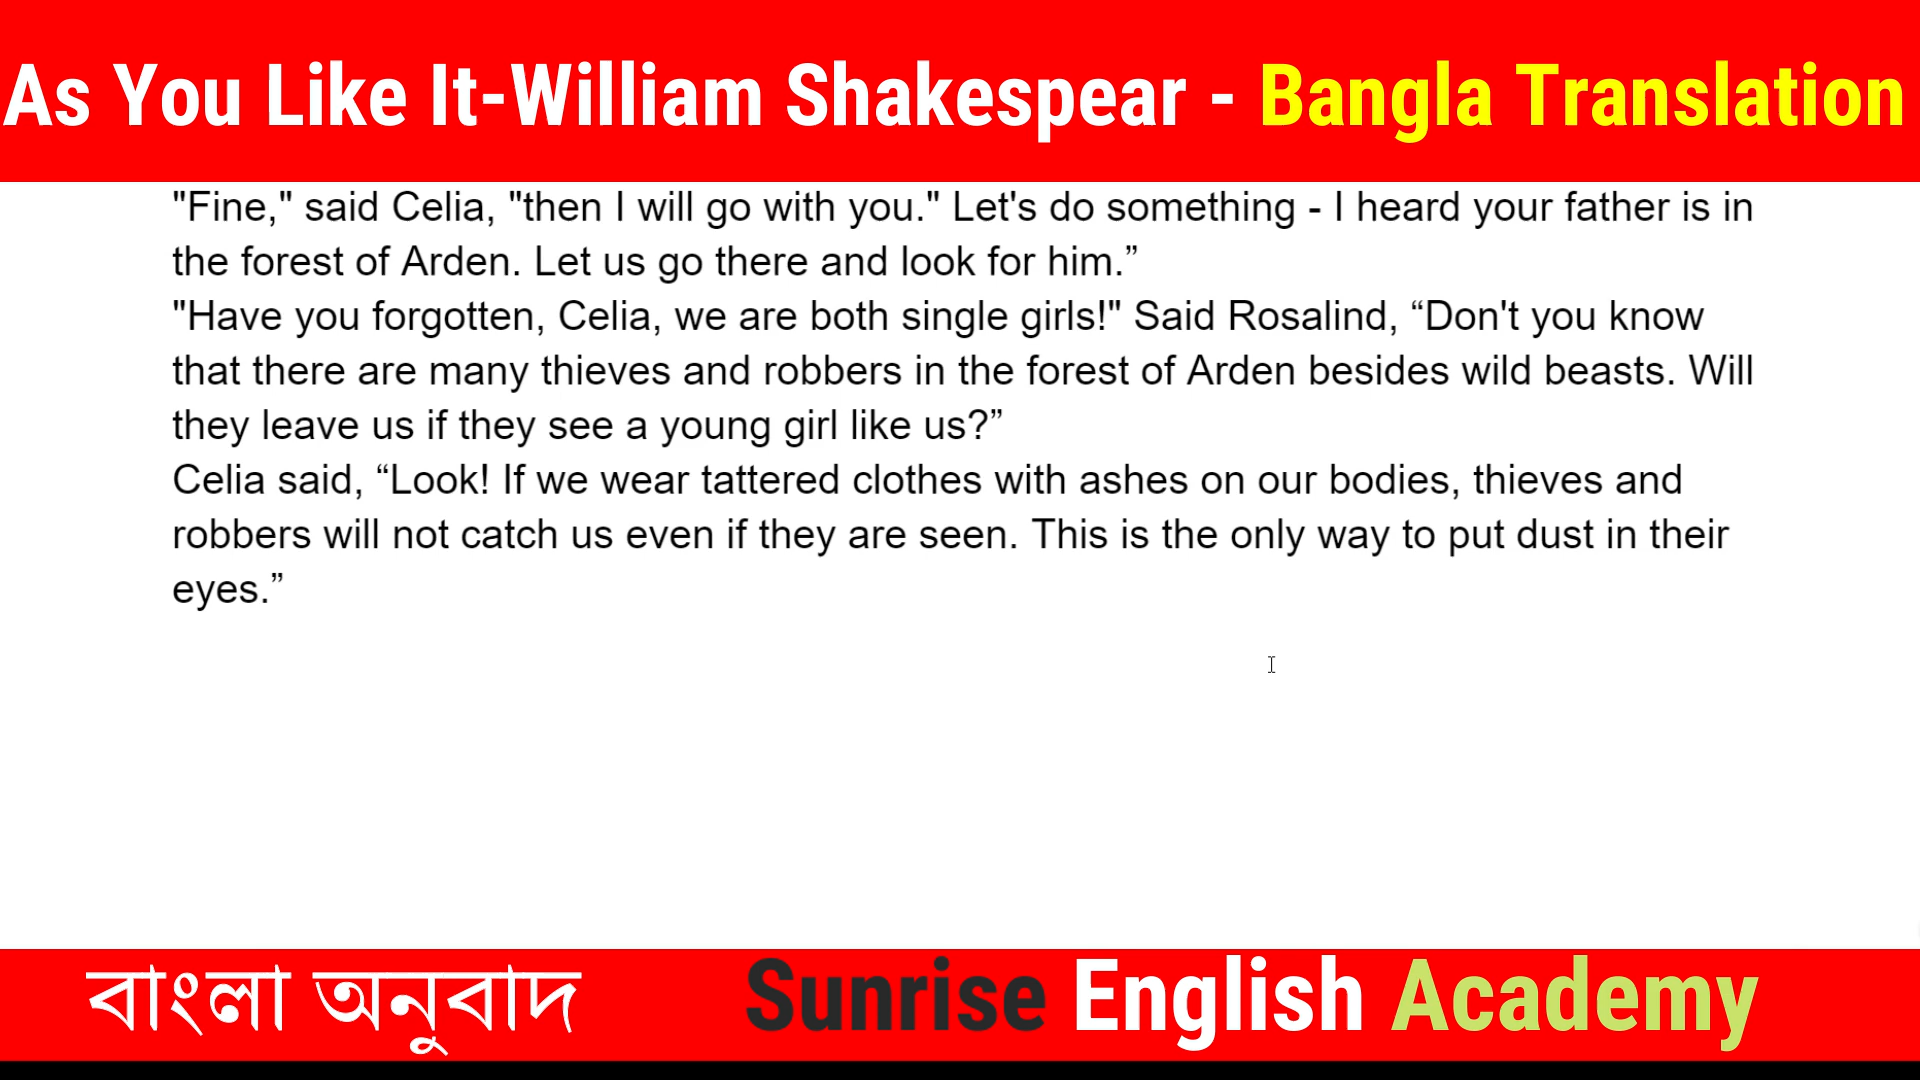 As You Like It-William Shakespear - Bangla Translation
"Fine," said Celia, "then I will go with you." Let's do something - I heard your father is in
the forest of Arden. Let us go there and look for him.”
"Have you forgotten, Celia, we are both single girls!" Said Rosalind, “Don't you know
that there are many thieves and robbers in the forest of Arden besides wild beasts. Will
they leave us if they see a young girl like us?”
Celia said, “Look! If we wear tattered clothes with ashes on our bodies, thieves and
robbers will not catch us even if they are seen. This is the only way to put dust in their
eyes.”
বাংলা অনুবাদ Sunrise English Academy